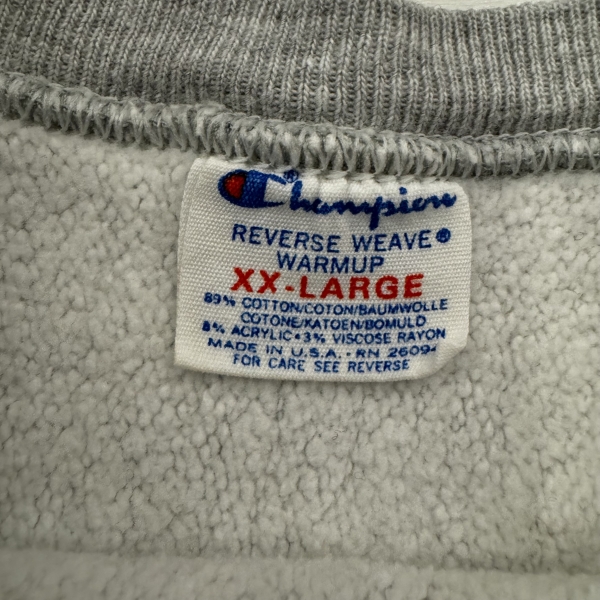 Champion®
REVERSE WEAVE®
WARMUP
XX-LARGE
89% COTTON/COTON/BAUMWOLLE
COTONE/KATOEN/BOMULD
8% ACRYLIC • 3% VISCOSE RAYON
MADE IN U.S.A. - RN 26094
FOR CARE SEE REVERSE